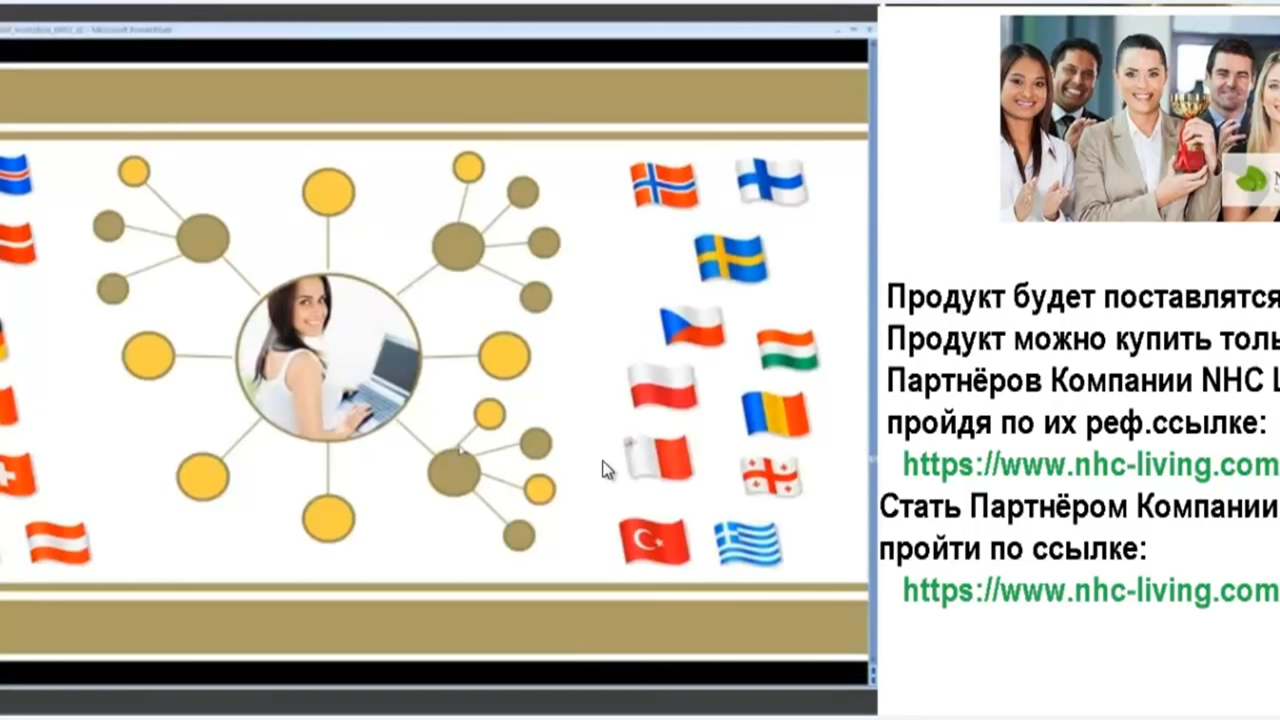 Продукт будет поставлятся
Продукт можно купить толь
Партнёров Компании NHC L
пройдя по их реф.ссылке:
https://www.nhc-living.com
Стать Партнёром Компании
пройти по ссылке:
https://www.nhc-living.com